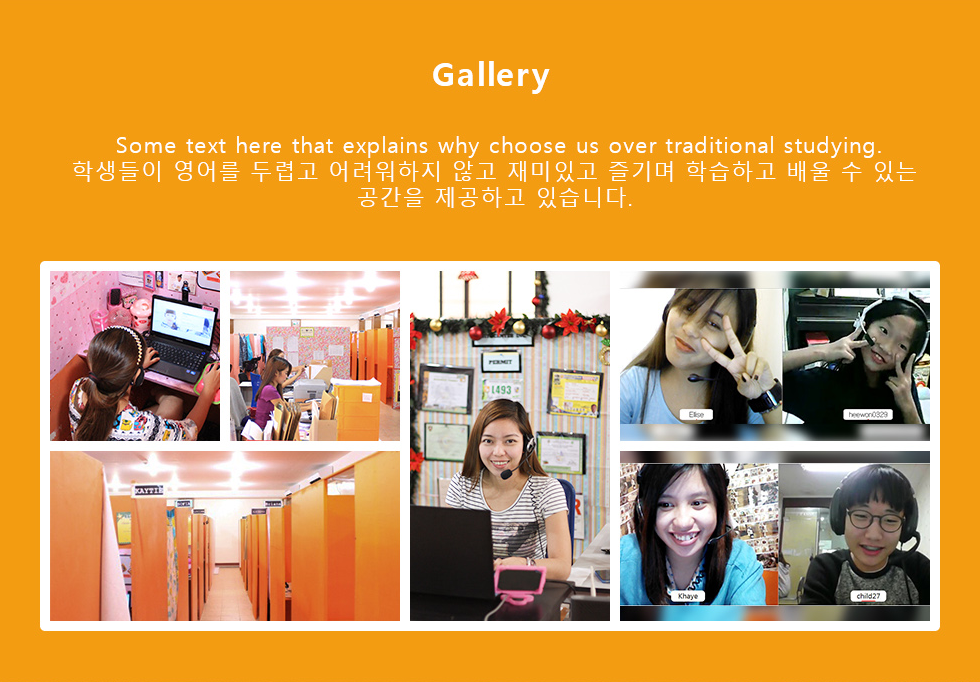 Gallery
Some text here that explains why choose us over traditional studying.
학생들이 영어를 두렵고 어려워하지 않고 재미있고 즐기며 학습하고 배울 수 있는
공간을 제공하고 있습니다.
PERMIT
1493
Ellise
heewon0329
KAYTIE
Khaye
child27